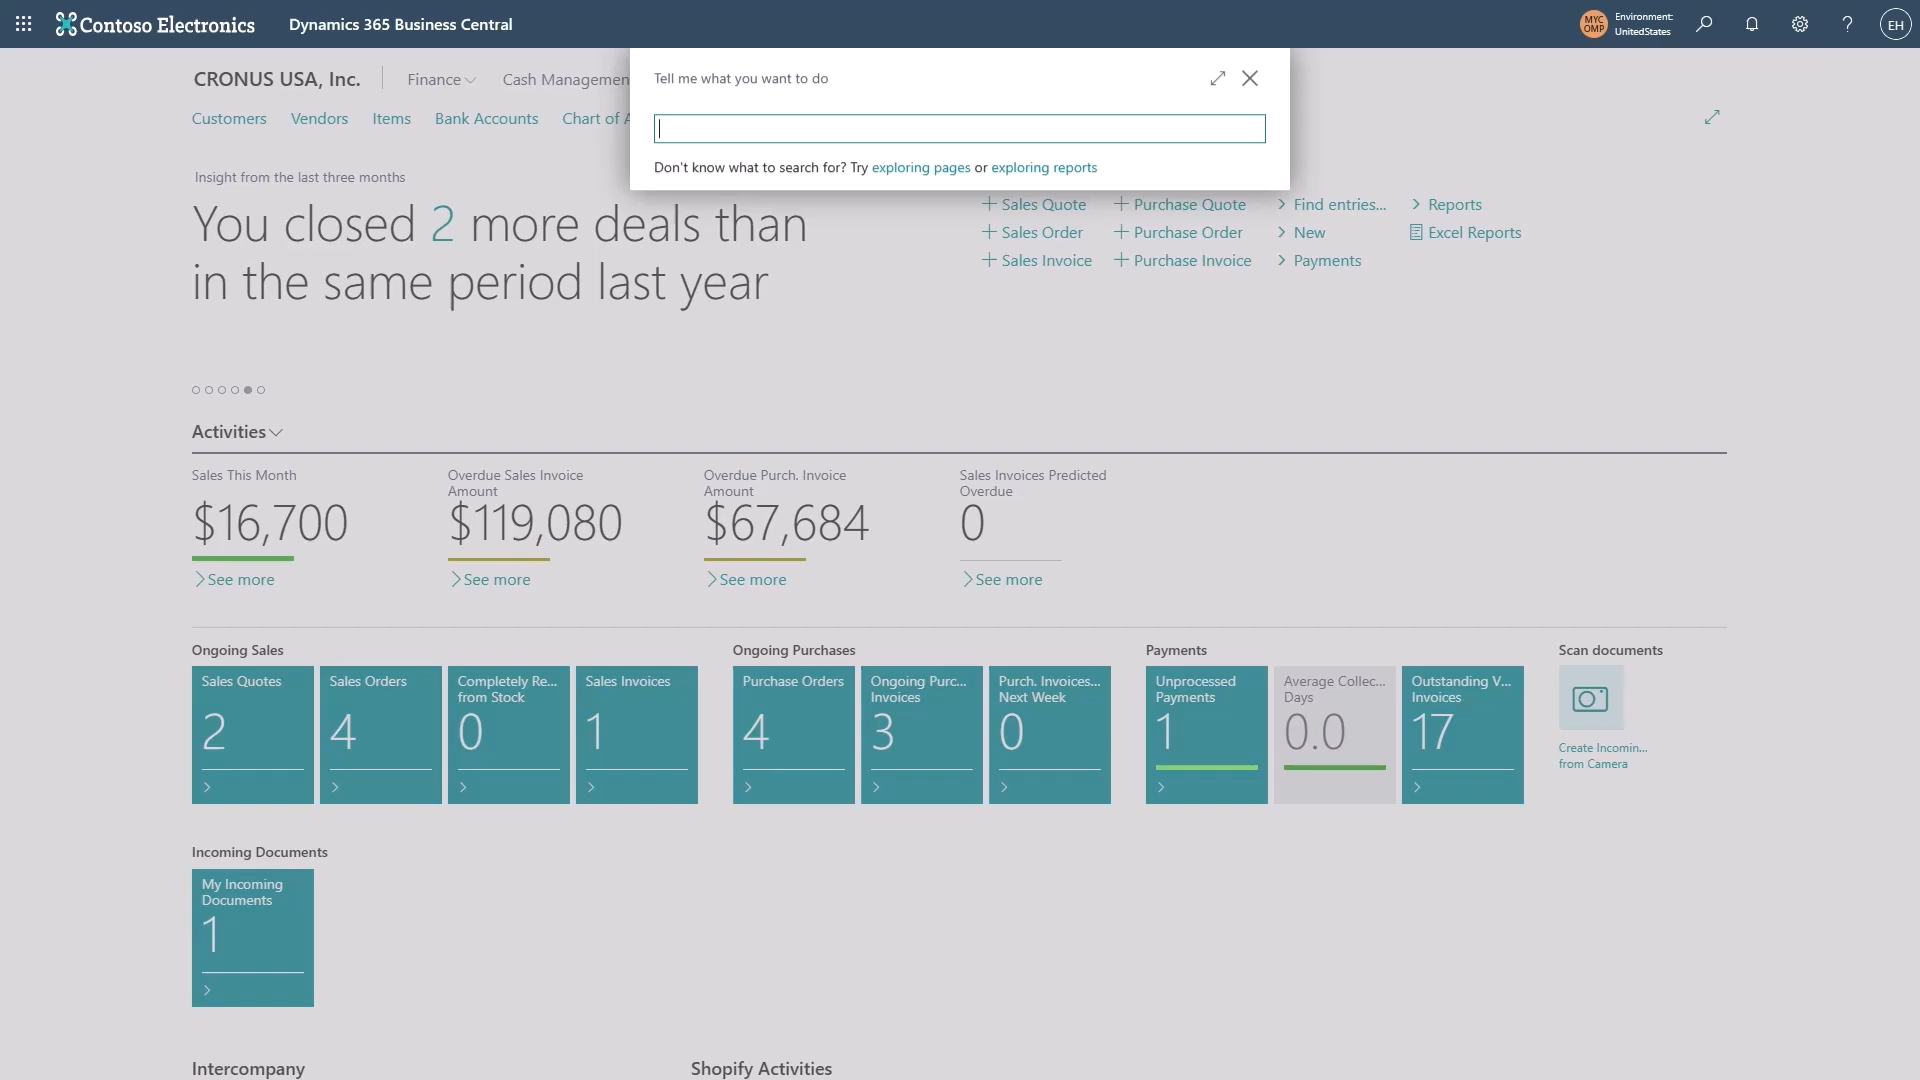 Contoso Electronics
Dynamics 365 Business Central
MYC
OMP
Environment:
UnitedStates
?
EH
CRONUS USA, Inc.
Finance
Cash Managemen
Tell me what you want to do
Don't know what to search for? Try exploring pages or exploring reports
Customers
Vendors
Items
Bank Accounts
Chart of A
Insight from the last three months
You closed 2 more deals than
in the same period last year
+ Sales Quote
+ Purchase Quote
> Find entries...
> Reports
+ Sales Order
+ Purchase Order
> New
Excel Reports
+ Sales Invoice
+ Purchase Invoice
> Payments
Activities
Sales This Month
$16,700
>See more
Overdue Sales Invoice
Amount
$119,080
>See more
Overdue Purch. Invoice
Amount
$67,684
>See more
Sales Invoices Predicted
Overdue
0
>See more
Ongoing Sales
Sales Quotes
2
Sales Orders
4
Completely Re...
from Stock
0
Sales Invoices
1
Ongoing Purchases
Purchase Orders
4
Ongoing Purc...
Invoices
3
Purch. Invoices...
Next Week
0
Payments
Unprocessed
Payments
1
Average Collec...
Days
0.0
Outstanding V...
Invoices
17
Scan documents
Create Incomin...
from Camera
Incoming Documents
My Incoming
Documents
1
Intercompany
Shopify Activities